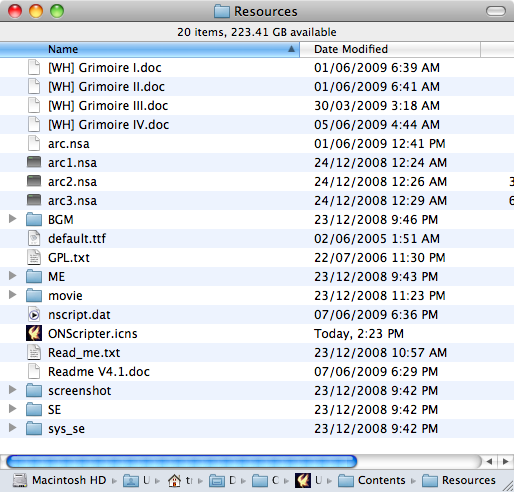 Resources
20 items, 223.41 GB available
Name Date Modified
[WH] Grimoire I.doc 01/06/2009 6:39 AM
[WH] Grimoire II.doc 01/06/2009 6:41 AM
[WH] Grimoire III.doc 30/03/2009 3:18 AM
[WH] Grimoire IV.doc 05/06/2009 4:44 AM
arc.nsa 01/06/2009 12:41 PM
arc1.nsa 24/12/2008 12:24 AM
arc2.nsa 24/12/2008 12:26 AM 3
arc3.nsa 24/12/2008 12:29 AM 6
BGM 23/12/2008 9:46 PM
default.ttf 02/06/2005 1:51 AM
GPL.txt 22/07/2006 11:30 PM
ME 23/12/2008 9:43 PM
movie 23/12/2008 11:23 PM
nscript.dat 07/06/2009 6:36 PM
ONScripter.icns Today, 2:23 PM
Read_me.txt 23/12/2008 10:57 AM
Readme V4.1.doc 07/06/2009 6:29 PM
screenshot 23/12/2008 9:42 PM
SE 23/12/2008 9:42 PM
sys_se 23/12/2008 9:42 PM
Macintosh HD U tr D C U Contents Resources